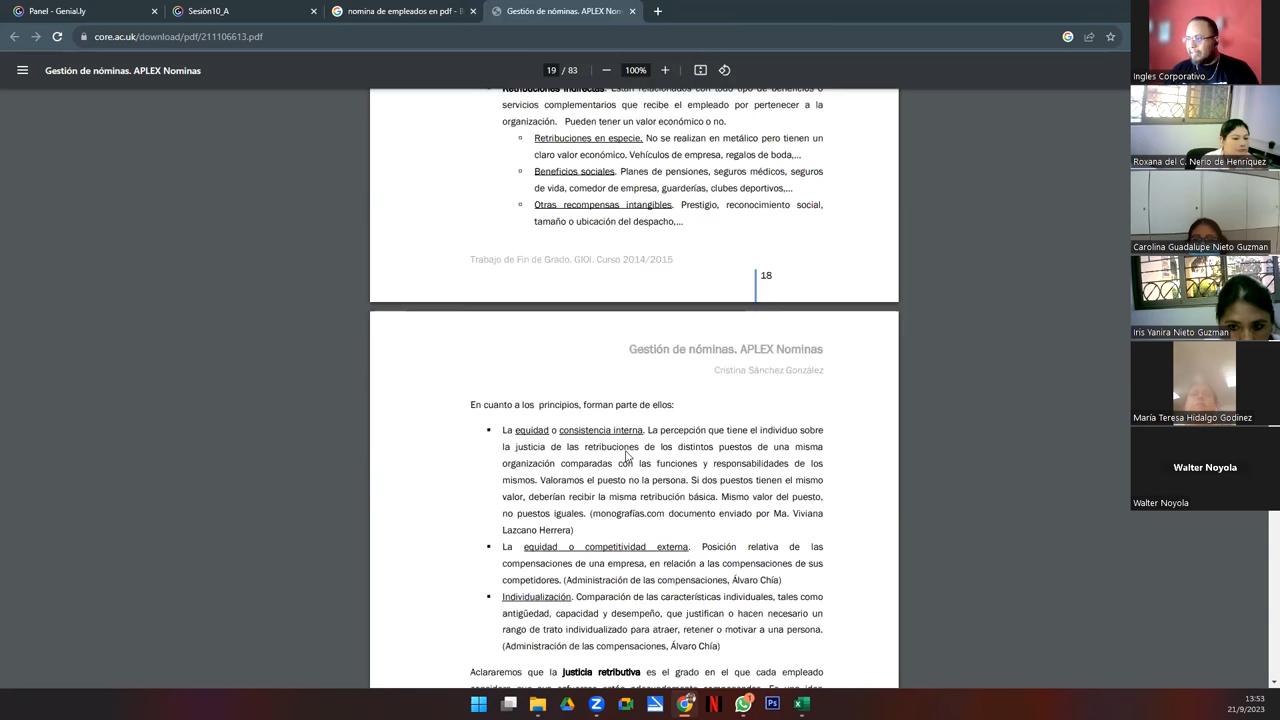 Panel - Genial.ly
Sesión10_A
nomina de empleados en pdf - B
Gestión de nóminas. APLEX Nom
core.ac.uk/download/pdf/211106613.pdf
Gestión de nóminas. APLEX Nominas
19 / 83
100%
Retribuciones indirectas. Están relacionados con todo tipo de beneficios o
servicios complementarios que recibe el empleado por pertenecer a la
organización. Pueden tener un valor económico o no.
Retribuciones en especie. No se realizan en metálico pero tienen un
claro valor económico. Vehículos de empresa, regalos de boda,...
Beneficios sociales. Planes de pensiones, seguros médicos, seguros
de vida, comedor de empresa, guarderías, clubes deportivos,...
Otras recompensas intangibles. Prestigio, reconocimiento social,
tamaño o ubicación del despacho,...
Trabajo de Fin de Grado. GIOI. Curso 2014/2015
18
Gestión de nóminas. APLEX Nominas
Cristina Sánchez González
En cuanto a los principios, forman parte de ellos:
La equidad o consistencia interna. La percepción que tiene el individuo sobre
la justicia de las retribuciones de los distintos puestos de una misma
organización comparadas con las funciones y responsabilidades de los
mismos. Valoramos el puesto no la persona. Si dos puestos tienen el mismo
valor, deberían recibir la misma retribución básica. Mismo valor del puesto,
no puestos iguales. (monografías.com documento enviado por Ma. Viviana
Lazcano Herrera)
La equidad o competitividad externa. Posición relativa de las
compensaciones de una empresa, en relación a las compensaciones de sus
competidores. (Administración de las compensaciones, Álvaro Chía)
Individualización. Comparación de las características individuales, tales como
antigüedad, capacidad y desempeño, que justifican o hacen necesario un
rango de trato individualizado para atraer, retener o motivar a una persona.
(Administración de las compensaciones, Álvaro Chía)
Aclararemos que la justicia retributiva es el grado en el que cada empleado
Ingles Corporativo
Roxana del C. Nerio de Henríquez
Carolina Guadalupe Nieto Guzman
Iris Yanira Nieto Guzman
María Teresa Hidalgo Godinez
Walter Noyola
Walter Noyola
13:53
21/9/2023